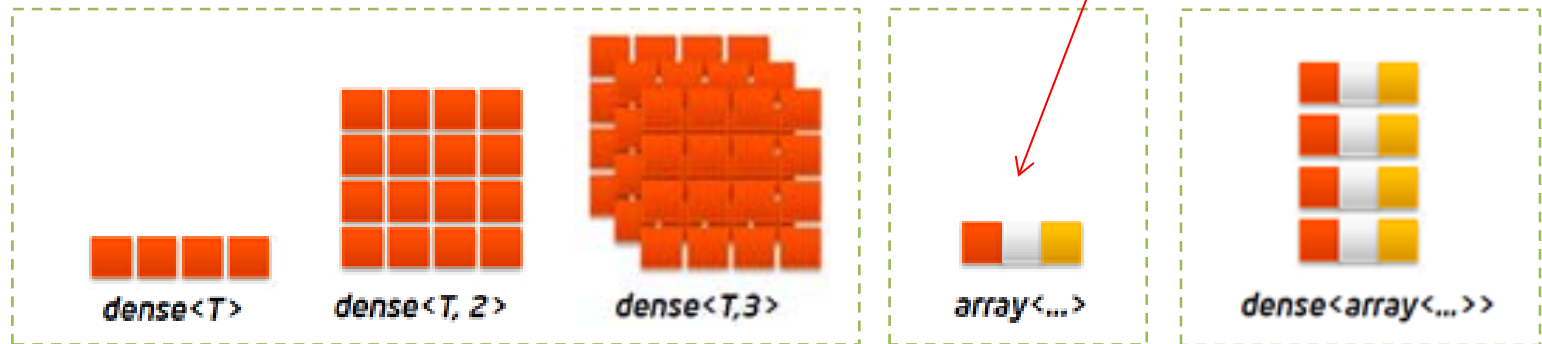 dense<T>
dense<T, 2>
dense<T,3>
array<...>
dense<array<...>>